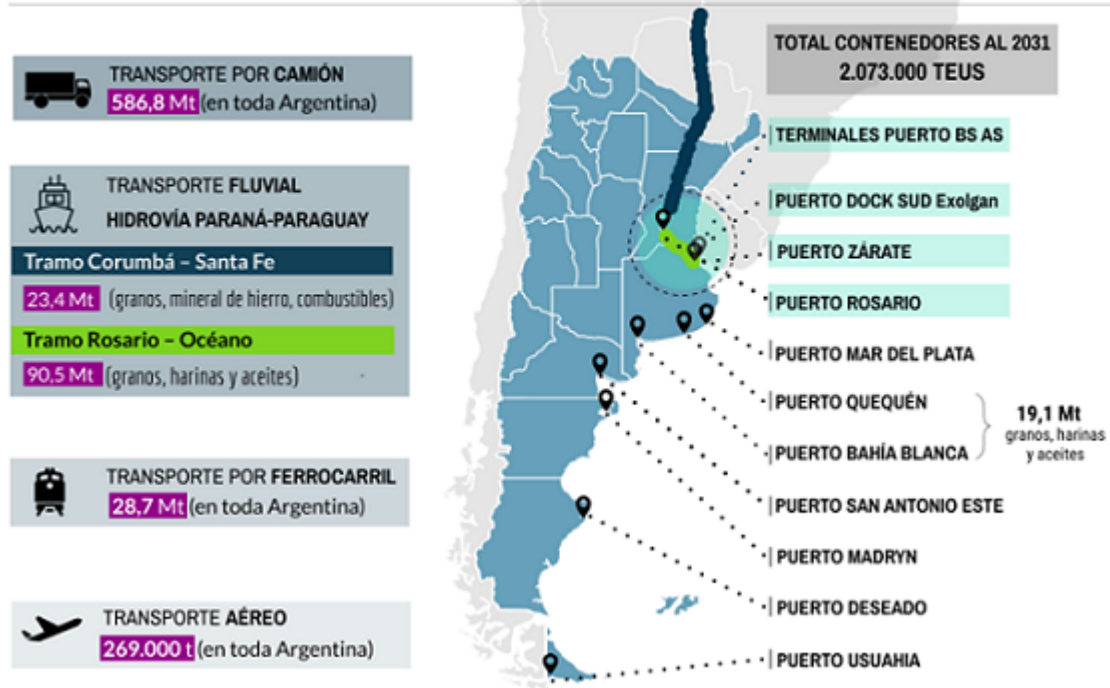 TRANSPORTE POR CAMIÓN
586,8 Mt (en toda Argentina)
TRANSPORTE FLUVIAL
HIDROVÍA PARANÁ-PARAGUAY
Tramo Corumbá – Santa Fe
23,4 Mt (granos, mineral de hierro, combustibles)
Tramo Rosario – Océano
90,5 Mt (granos, harinas y aceites)
TRANSPORTE POR FERROCARRIL
28,7 Mt (en toda Argentina)
TRANSPORTE AÉREO
269.000 t (en toda Argentina)
TOTAL CONTENEDORES AL 2031
2.073.000 TEUS
TERMINALES PUERTO BS AS
PUERTO DOCK SUD Exolgan
PUERTO ZÁRATE
PUERTO ROSARIO
PUERTO MAR DEL PLATA
PUERTO QUEQUÉN
PUERTO BAHÍA BLANCA
19,1 Mt
granos, harinas
y aceites
PUERTO SAN ANTONIO ESTE
PUERTO MADRYN
PUERTO DESEADO
PUERTO USUAHIA